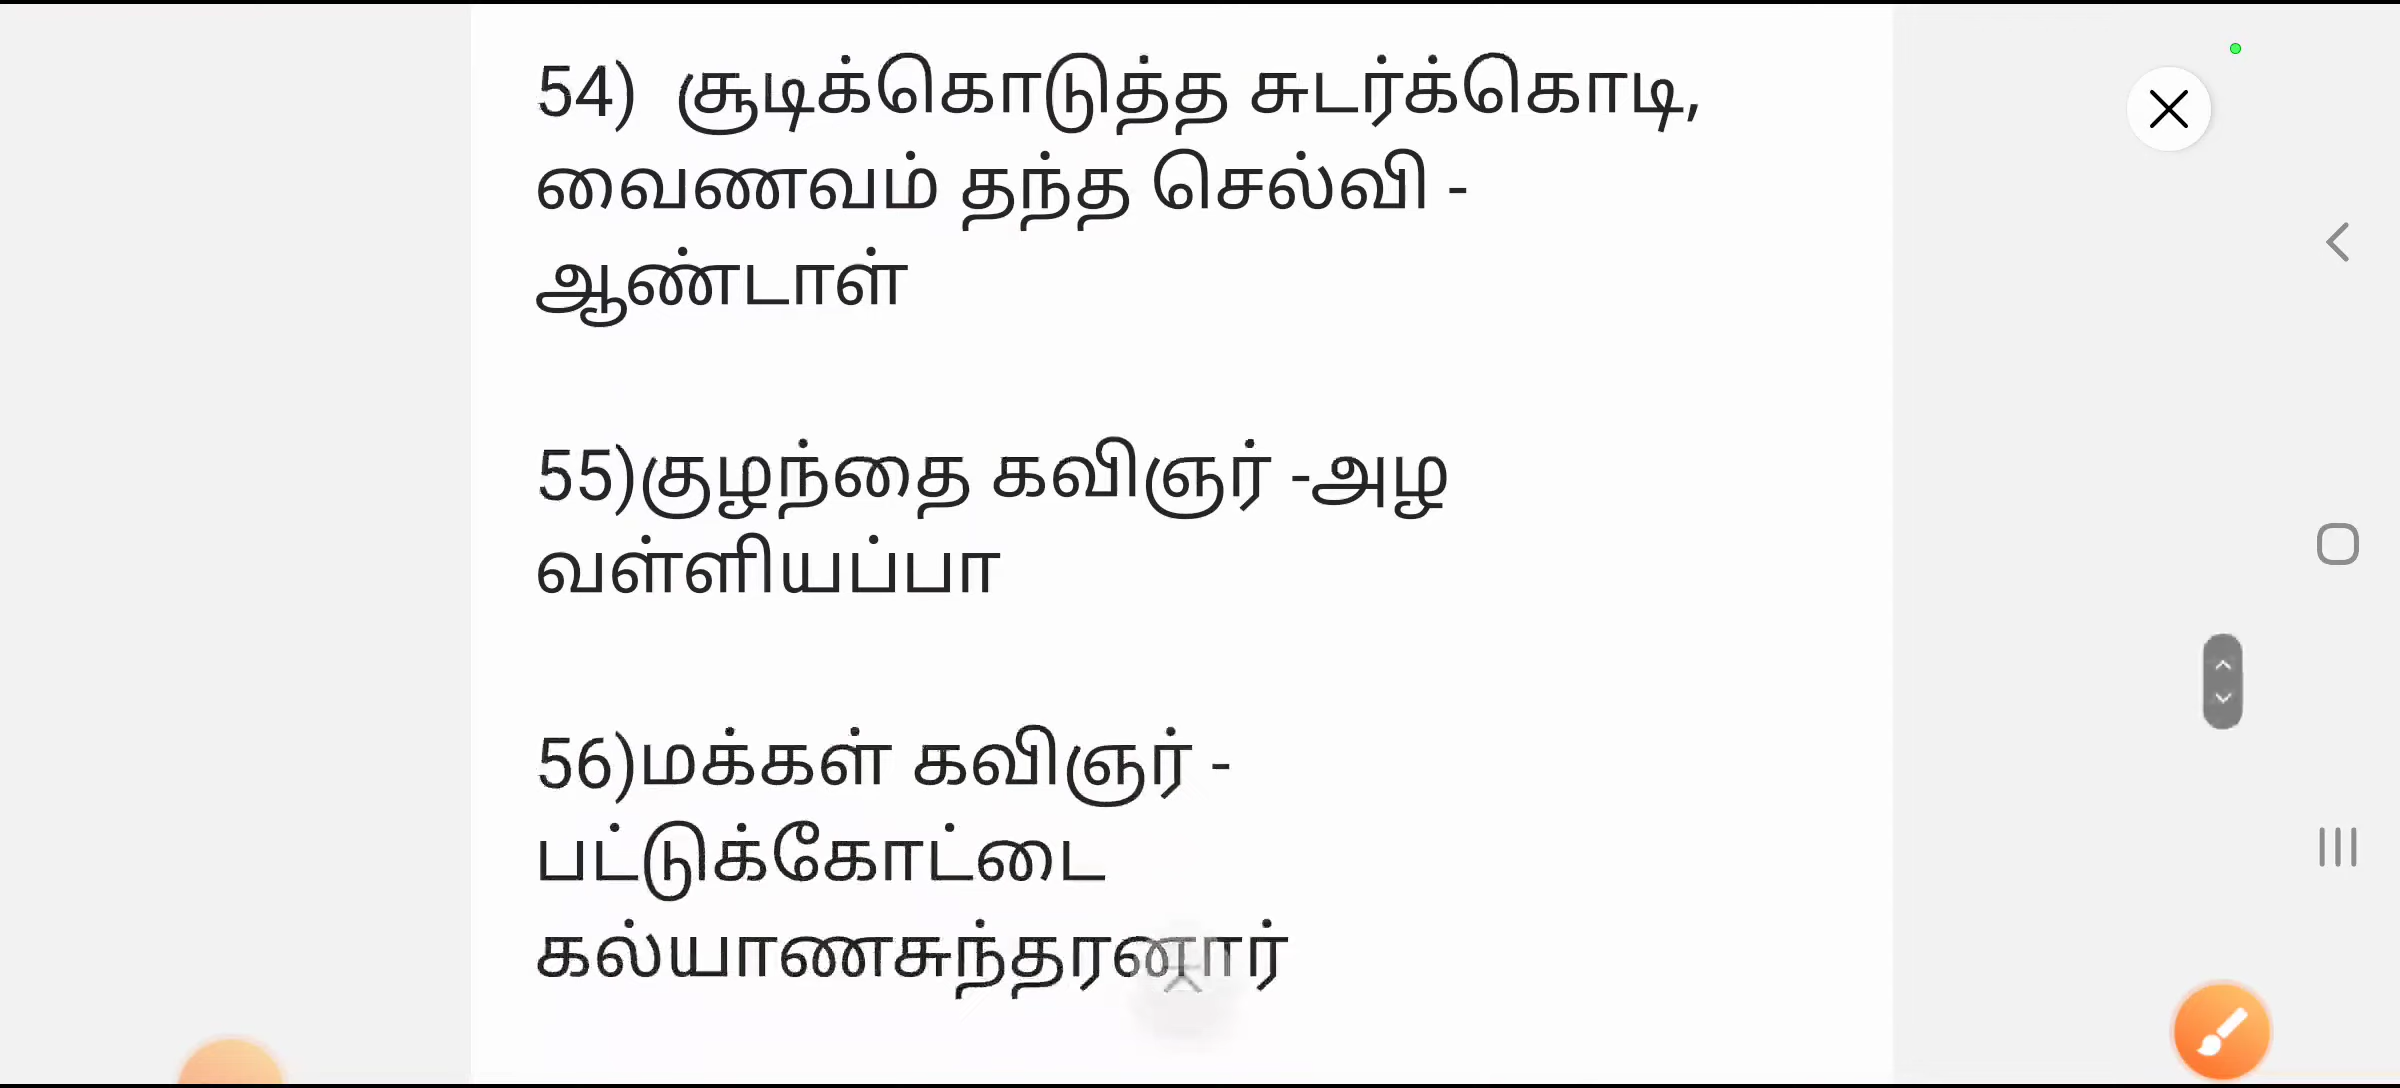 54) சூடிக்கொடுத்த சுடர்க்கொடி,
வைணவம் தந்த செல்வி -
ஆண்டாள்
55)குழந்தை கவிஞர் -அழ
வள்ளியப்பா
56)மக்கள் கவிஞர் -
பட்டுக்கோட்டை
கல்யாணசுந்தரனார்